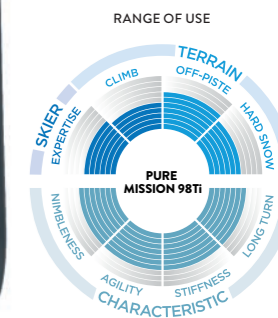 RANGE OF USE
TERRAIN
CLIMB
OFF-PISTE
SKIER
EXPERTISE
HARD SNOW
PURE
MISSION 98Ti
NIMBLENESS
LONG TURN
AGILITY
STIFFNESS
CHARACTERISTIC